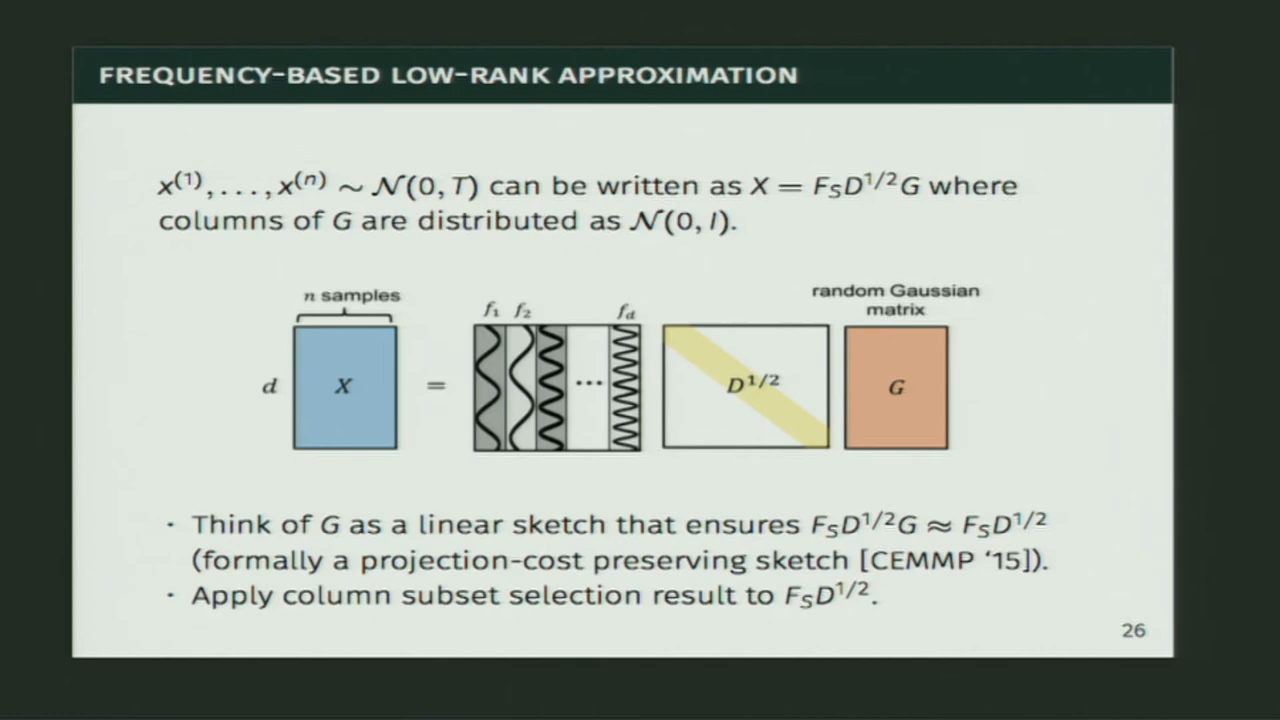 FREQUENCY-BASED LOW-RANK APPROXIMATION
x⁽¹⁾, . . . , x⁽ⁿ⁾ ∼ 𝒩(0, T) can be written as X = F_S D^{1/2} G where
columns of G are distributed as 𝒩(0, I).
n samples
f₁ f₂ f_d
random Gaussian
matrix
d X = ... D^{1/2} G
· Think of G as a linear sketch that ensures F_S D^{1/2} G ≈ F_S D^{1/2}
(formally a projection-cost preserving sketch [CEMMP ‘15]).
· Apply column subset selection result to F_S D^{1/2}.
26